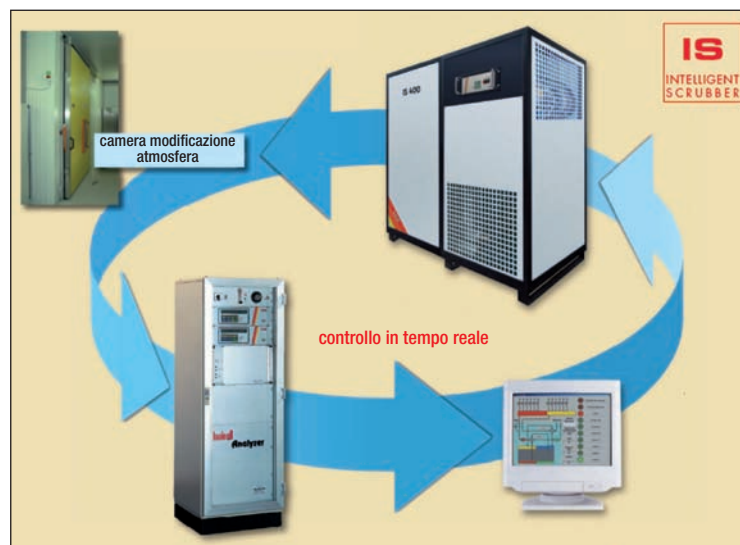 IS
INTELLIGENT
SCRUBBER
IS 400
camera modificazione
atmosfera
controllo in tempo reale
Analyzer